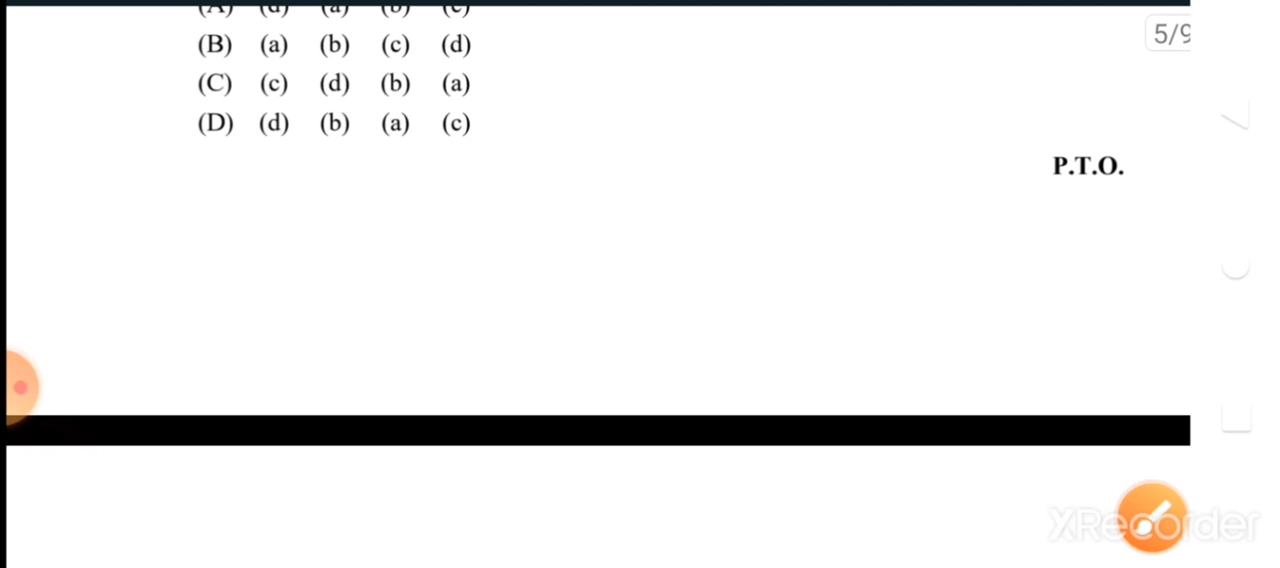 (A) (d) (a) (b) (c)
5/9
(B) (a) (b) (c) (d)
(C) (c) (d) (b) (a)
(D) (d) (b) (a) (c)
P.T.O.
XRecorder